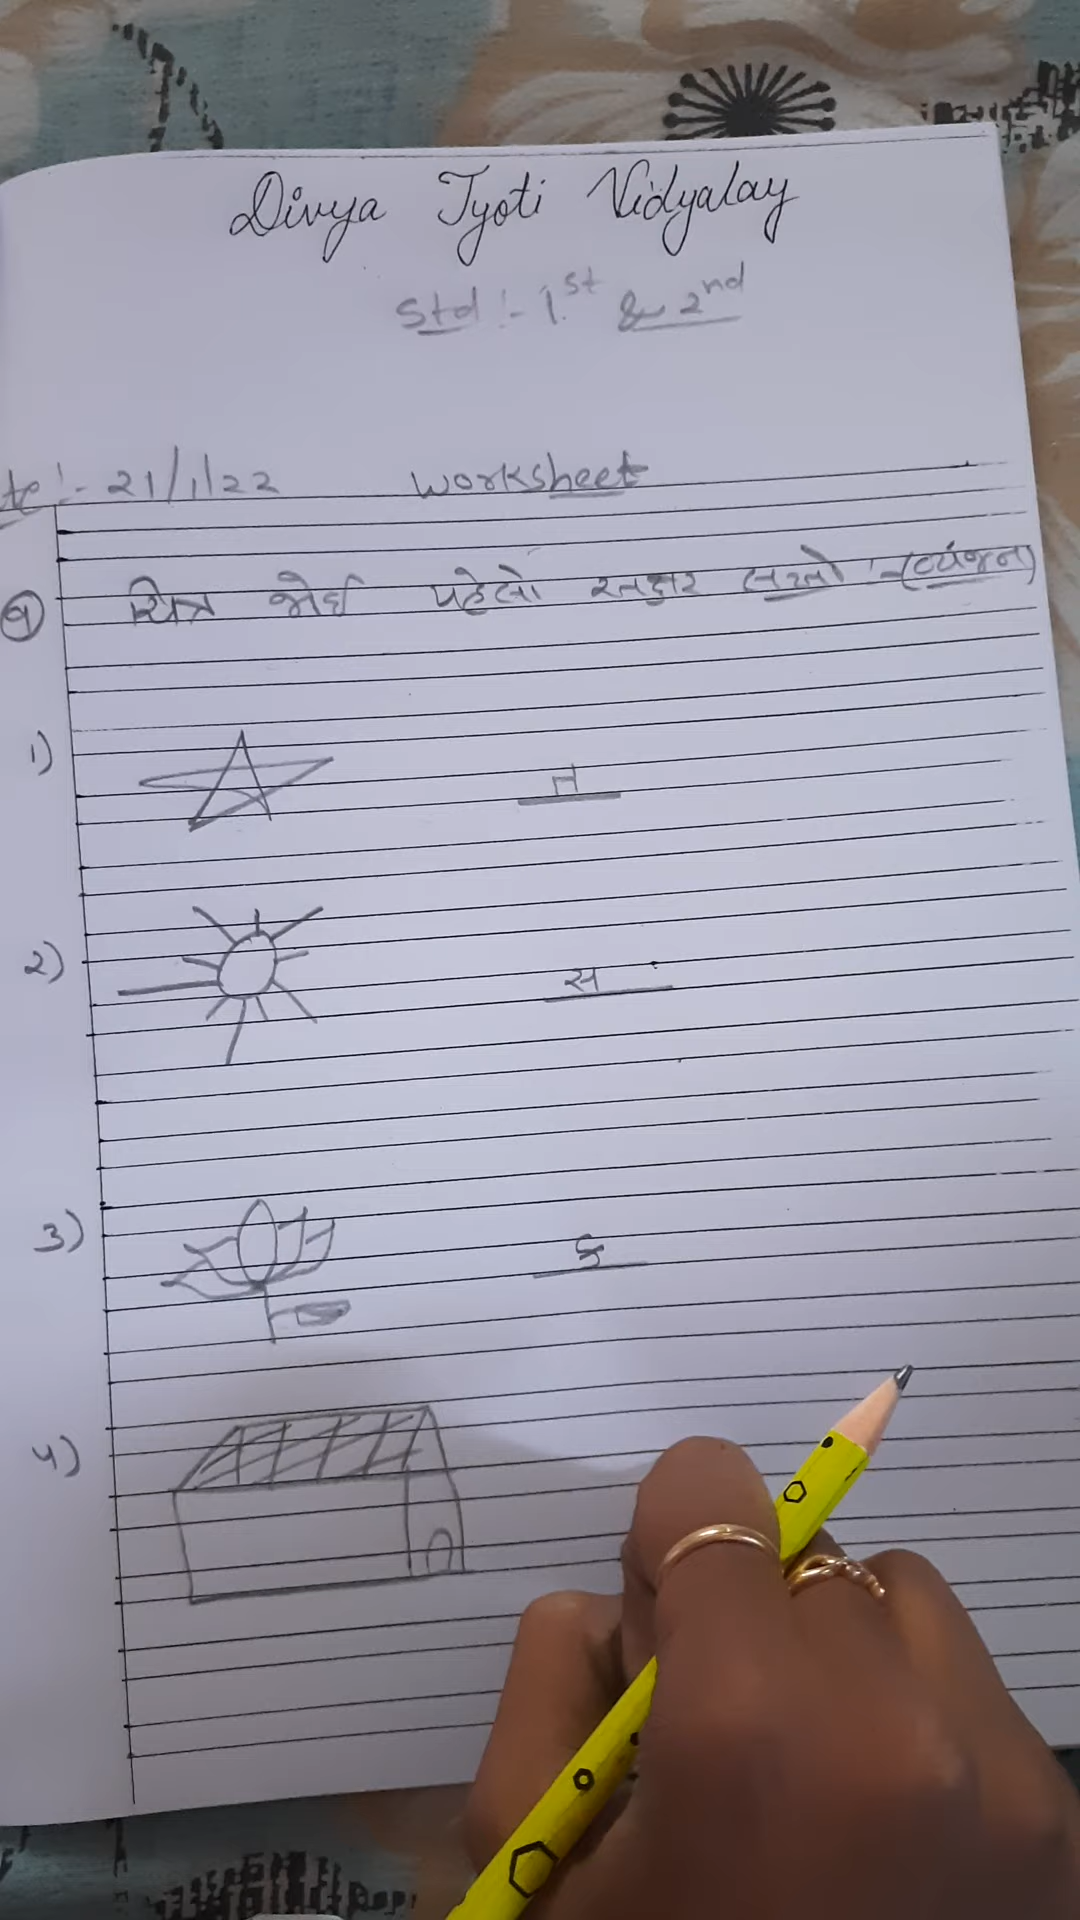 Divya Jyoti Vidyalay
Std :- 1st & 2nd
te :- 21/1/22 worksheet
૧ ચિત્ર જોઈ પહેલો અક્ષર લખો :- (વ્યંજન)
1) ત
2) સ
3) ક
4)